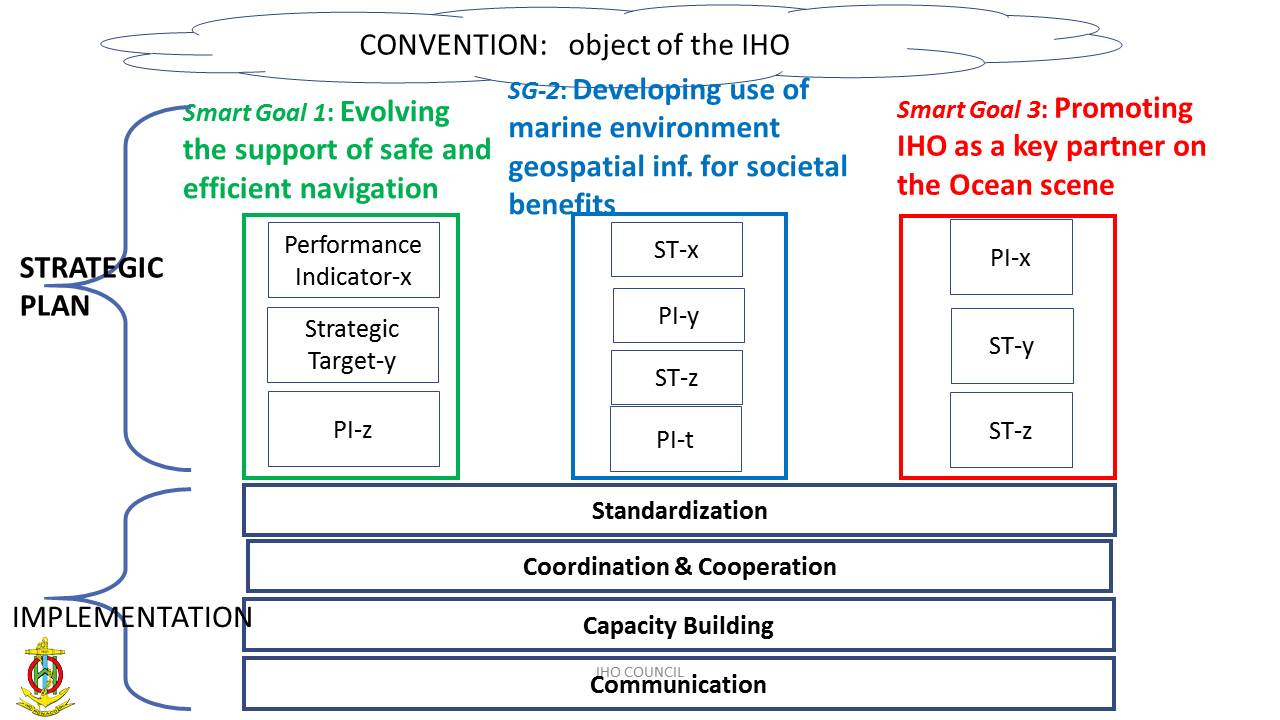 CONVENTION: object of the IHO
Smart Goal 1: Evolving
the support of safe and
efficient navigation
SG-2: Developing use of
marine environment
geospatial inf. for societal
benefits
Smart Goal 3: Promoting
IHO as a key partner on
the Ocean scene
STRATEGIC
PLAN
Performance
Indicator-x
Strategic
Target-y
PI-z
ST-x
PI-y
ST-z
PI-t
PI-x
ST-y
ST-z
IMPLEMENTATION
Standardization
Coordination & Cooperation
Capacity Building
IHO COUNCIL
Communication